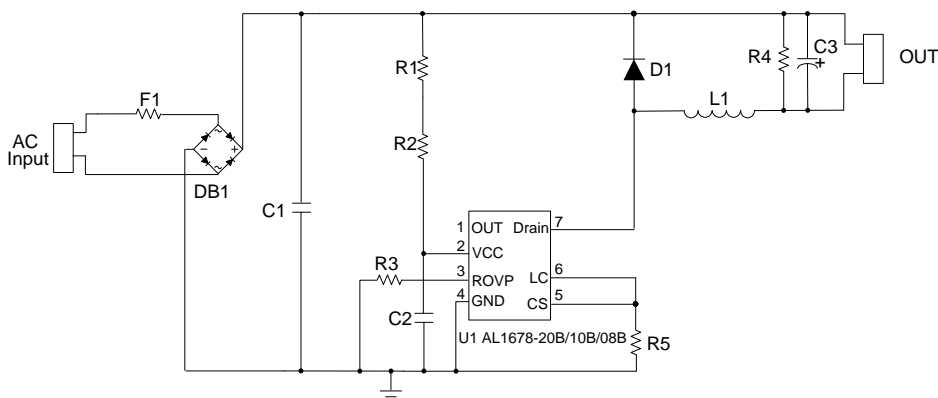 R1
R2
D1
L1
R4
C3
+
OUT
F1
AC
Input
~
-
+
~
DB1
C1
1 OUT Drain 7
2 VCC
R3
3 ROVP LC 6
4 GND CS 5
C2
U1 AL1678-20B/10B/08B
R5